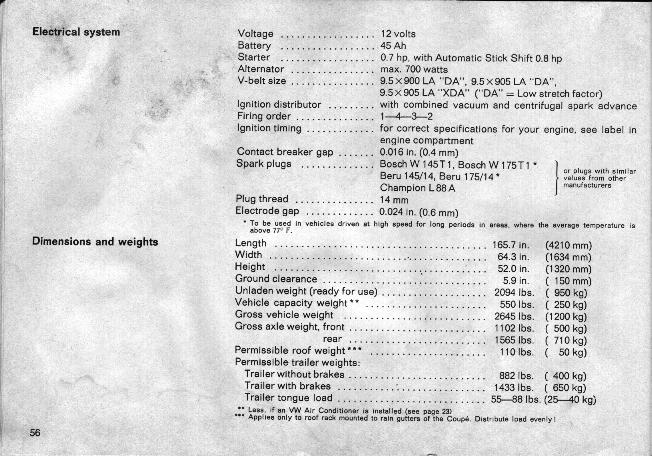 Electrical system
Voltage ................. 12 volts
Battery ................. 45 Ah
Starter ................. 0.7 hp, with Automatic Stick Shift 0.8 hp
Alternator ............... max. 700 watts
V-belt size ............... 9.5×900 LA "DA", 9.5×905 LA "DA",
9.5×905 LA "XDA" ("DA" = Low stretch factor)
Ignition distributor ......... with combined vacuum and centrifugal spark advance
Firing order ............... 1—4—3—2
Ignition timing ............. for correct specifications for your engine, see label in
engine compartment
Contact breaker gap ....... 0.016 in. (0.4 mm)
Spark plugs .............. Bosch W 145 T 1, Bosch W 175 T 1 *
Beru 145/14, Beru 175/14 *
Champion L 88 A
or plugs with similar
values from other
manufacturers
Plug thread ............... 14 mm
Electrode gap ............. 0.024 in. (0.6 mm)
* To be used in vehicles driven at high speed for long periods in areas, where the average temperature is
above 77° F.
Dimensions and weights
Length ........................................ 165.7 in. (4210 mm)
Width ........................................ 64.3 in. (1634 mm)
Height ........................................ 52.0 in. (1320 mm)
Ground clearance .............................. 5.9 in. ( 150 mm)
Unladen weight (ready for use) .................... 2094 lbs. ( 950 kg)
Vehicle capacity weight ** ....................... 550 lbs. ( 250 kg)
Gross vehicle weight ........................... 2645 lbs. (1200 kg)
Gross axle weight, front ......................... 1102 lbs. ( 500 kg)
rear ......................... 1565 lbs. ( 710 kg)
Permissible roof weight *** ...................... 110 lbs. ( 50 kg)
Permissible trailer weights:
Trailer without brakes ......................... 882 lbs. ( 400 kg)
Trailer with brakes ............................ 1433 lbs. ( 650 kg)
Trailer tongue load ............................ 55—88 lbs. (25—40 kg)
** Less, if an VW Air Conditioner is installed (see page 23)
*** Applies only to roof rack mounted to rain gutters of the Coupé. Distribute load evenly!
56